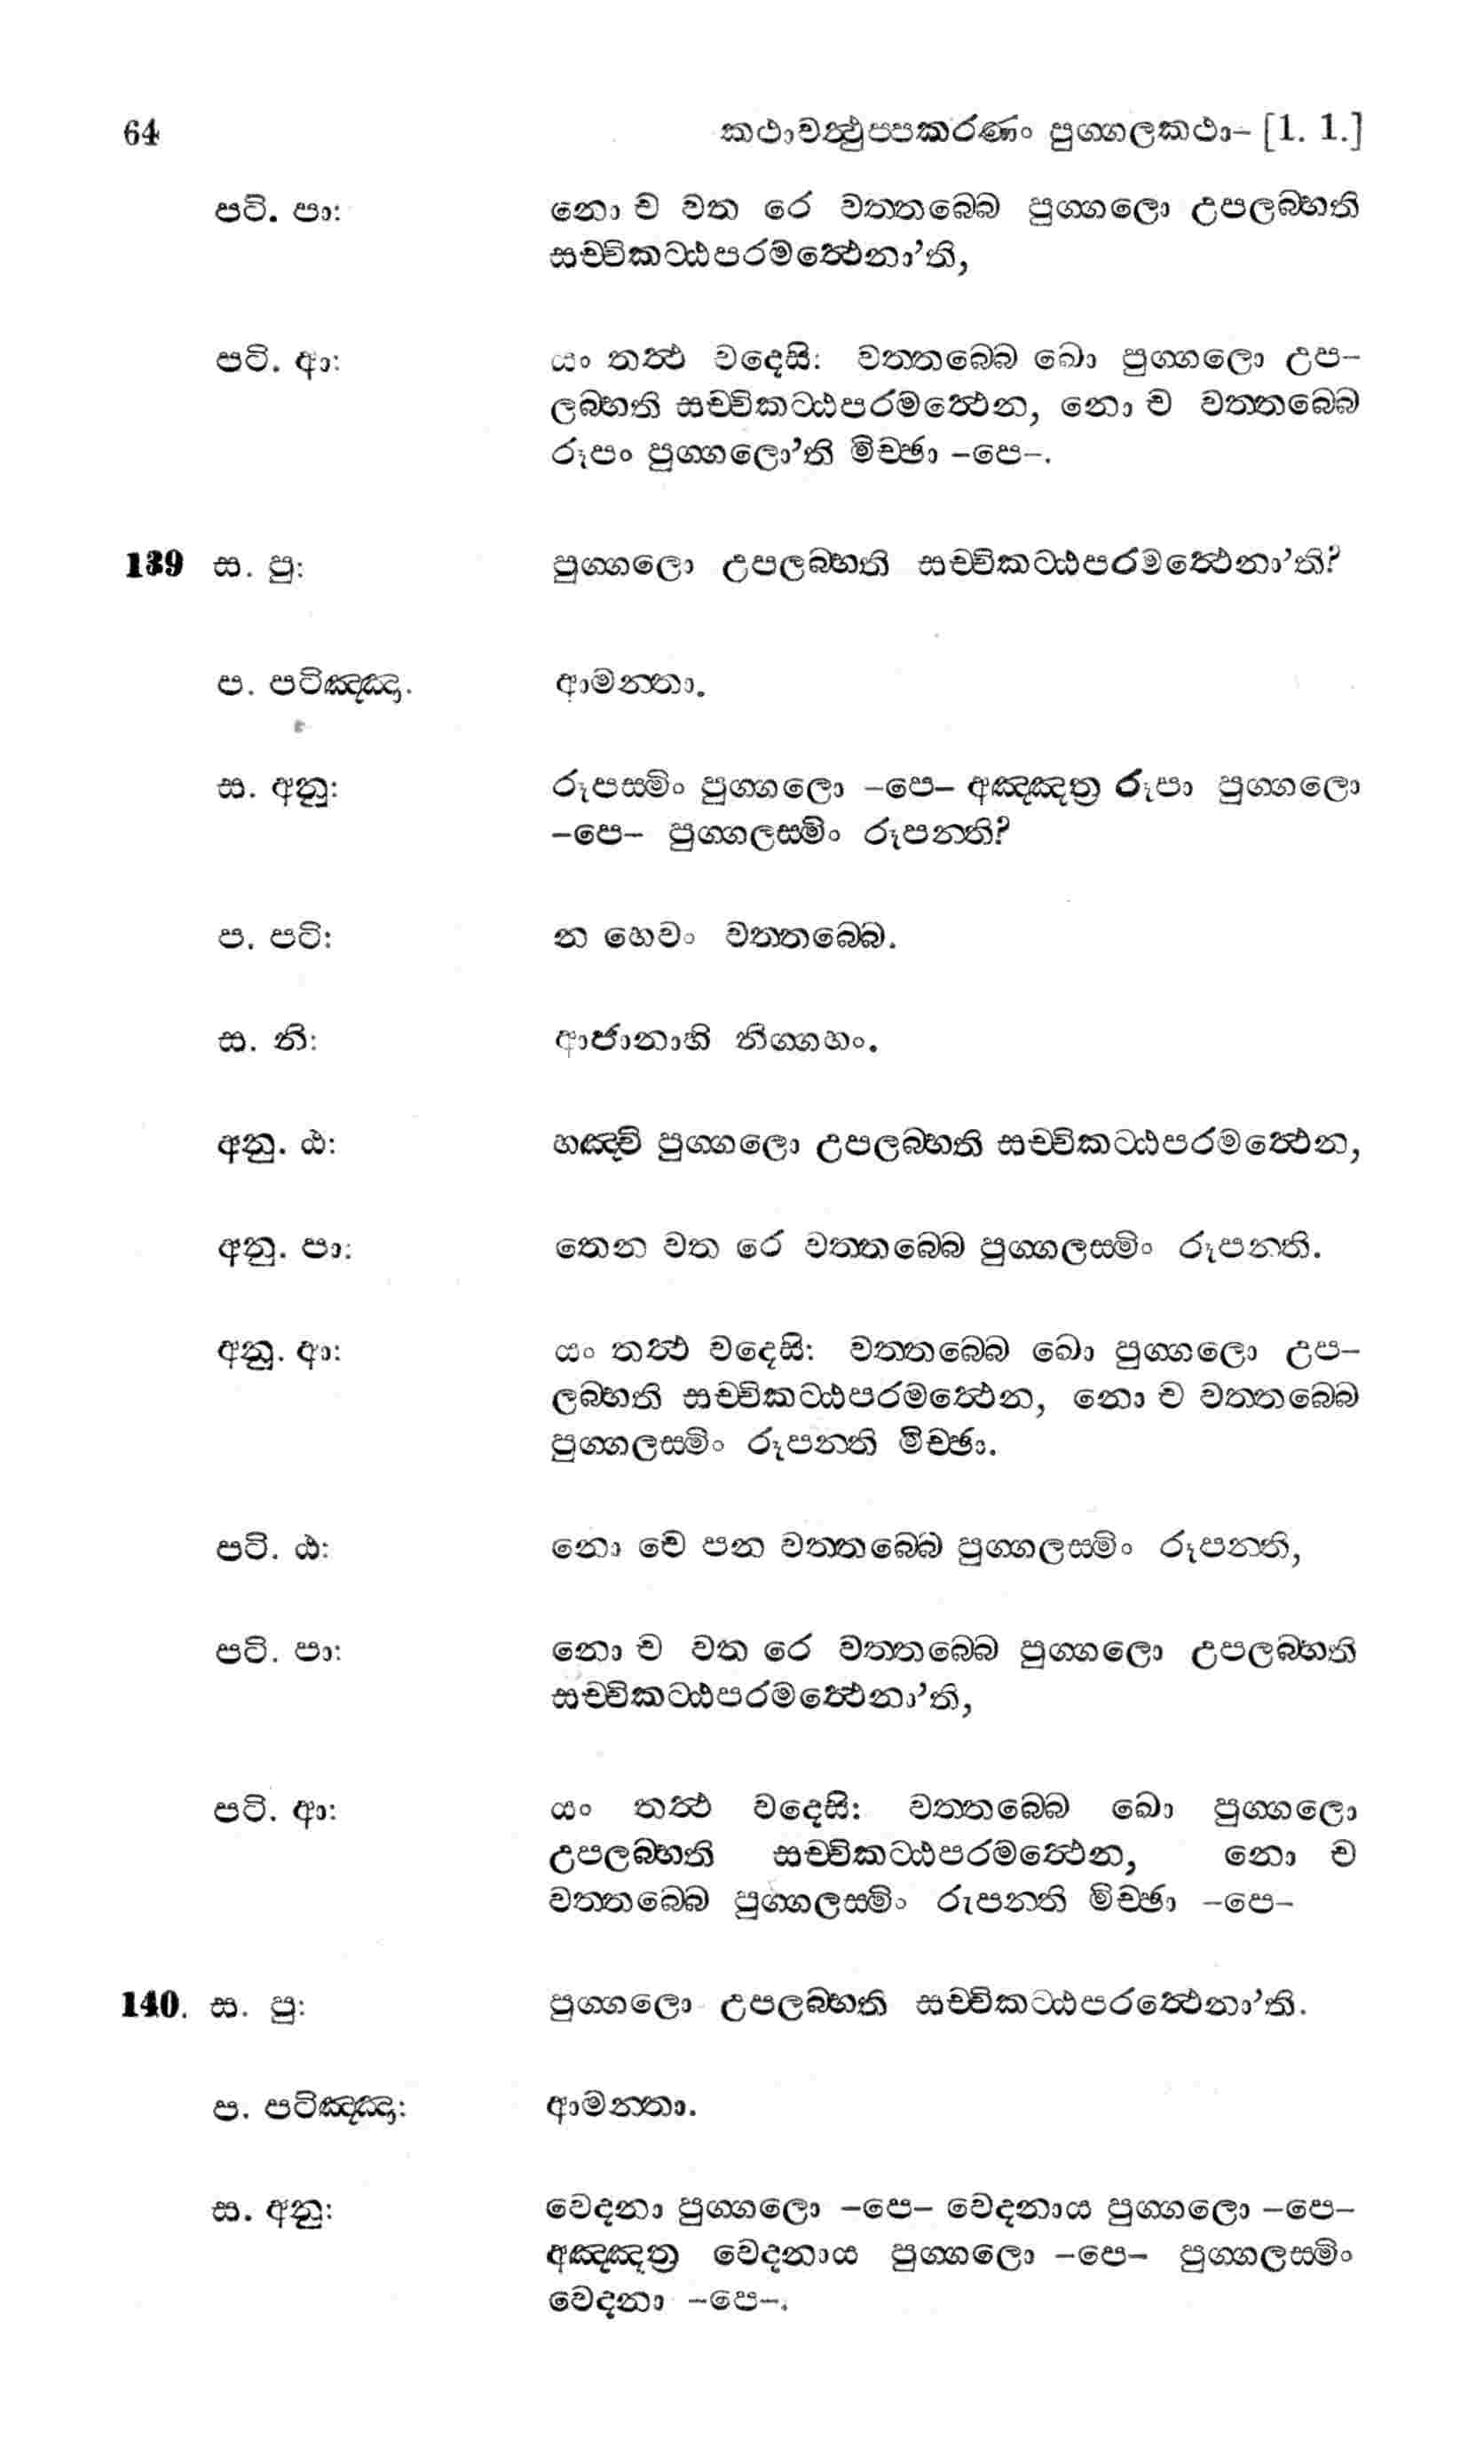 64 කථාවත්‍ථුප්පකරණං පුග්ගලකථා- [1. 1.]
පටි. පා: නො ච වත රෙ වත්තබ්බෙ පුග්ගලො උපලබ්භති
සච්චිකට්ඨපරමත්‍ථෙනා’ති,
පටි. ආ: යං තත්‍ථ වදෙසි: වත්තබ්බෙ ඛො පුග්ගලො උප-
ලබ්භති සච්චිකට්ඨපරමත්‍ථෙන, නො ච වත්තබ්බෙ
රූපං පුග්ගලො’ති මිච්ඡා -පෙ-.
139 ස. පු: පුග්ගලො උපලබ්භති සච්චිකට්ඨපරමත්‍ථෙනා’ති?
ප. පටිඤ්ඤා. ආමන්තා.
ස. අනු: රූපස්මිං පුග්ගලො -පෙ- අඤ්ඤත්‍ර රූපා පුග්ගලො
-පෙ- පුග්ගලස්මිං රූපන්ති?
ප. පටි: න හෙවං වත්තබ්බෙ.
ස. නි: ආජානාහි නිග්ගහං.
අනු. ඨ: හඤ්චි පුග්ගලො උපලබ්භති සච්චිකට්ඨපරමත්‍ථෙන,
අනු. පා: තෙන වත රෙ වත්තබ්බෙ පුග්ගලස්මිං රූපන්ති.
අනු. ආ: යං තත්‍ථ වදෙසි: වත්තබ්බෙ ඛො පුග්ගලො උප-
ලබ්භති සච්චිකට්ඨපරමත්‍ථෙන, නො ච වත්තබ්බෙ
පුග්ගලස්මිං රූපන්ති මිච්ඡා.
පටි. ඨ: නො චෙ පන වත්තබ්බෙ පුග්ගලස්මිං රූපන්ති,
පටි. පා: නො ච වත රෙ වත්තබ්බෙ පුග්ගලො උපලබ්භති
සච්චිකට්ඨපරමත්‍ථෙනා’ති,
පටි. ආ: යං තත්‍ථ වදෙසි: වත්තබ්බෙ ඛො පුග්ගලො
උපලබ්භති සච්චිකට්ඨපරමත්‍ථෙන, නො ච
වත්තබ්බෙ පුග්ගලස්මිං රුපන්ති මිච්ඡා -පෙ-
140. ස. පු: පුග්ගලො උපලබ්භති සච්චිකට්ඨපරත්‍ථෙනා’ති.
ප. පටිඤ්ඤා: ආමන්තා.
ස. අනු: වෙදනා පුග්ගලො -පෙ- වෙදනාය පුග්ගලො -පෙ-
අඤ්ඤත්‍ර වෙදනාය පුග්ගලො -පෙ- පුග්ගලස්මිං
වෙදනා -පෙ-.